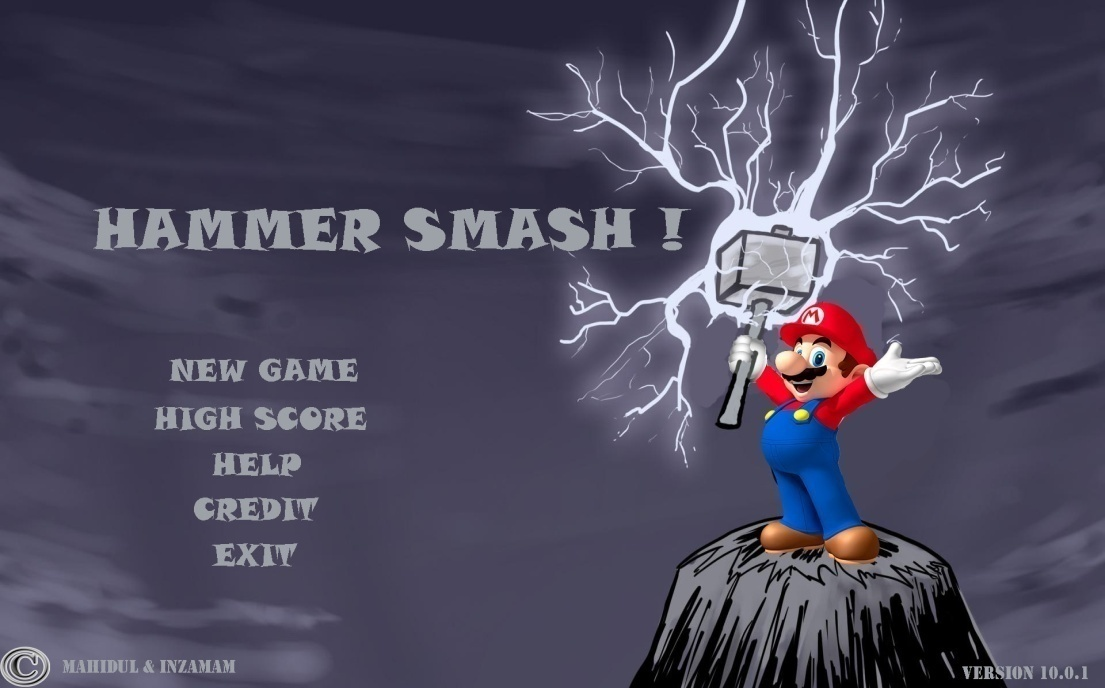 HAMMER SMASH !
M
NEW GAME
HIGH SCORE
HELP
CREDIT
EXIT
© MAHIDUL & INZAMAM
VERSION 10.0.1